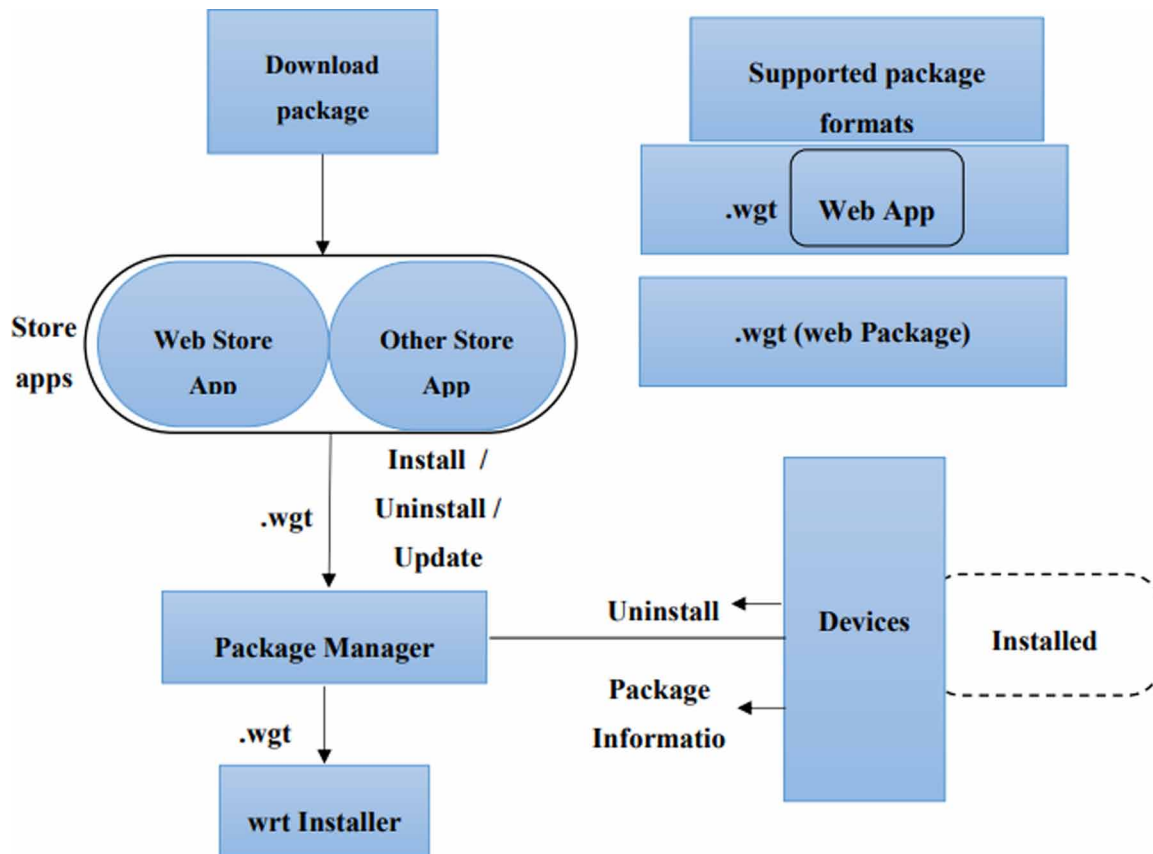 Download
package
Supported package
formats
.wgt
Web App
.wgt (web Package)
Store
apps
Web Store
App
Other Store
App
.wgt
Install /
Uninstall /
Update
Package Manager
Uninstall
Devices
Installed
Package
Informatio
.wgt
wrt Installer